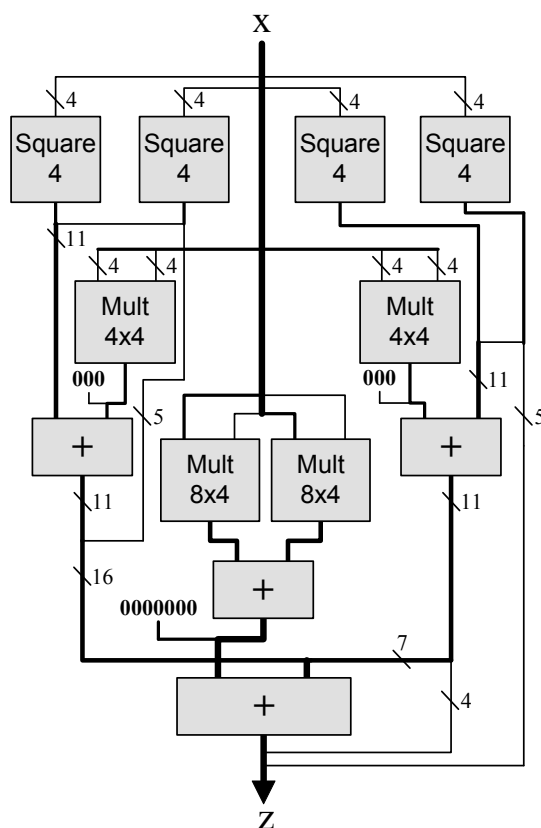 X
4 4 4 4
Square Square Square Square
4 4 4 4
11
4 4 4 4
Mult Mult
4x4 4x4
000 000 11
5 5
+ +
Mult Mult
8x4 8x4
11 11
16
+
0000000
7
4
+
Z